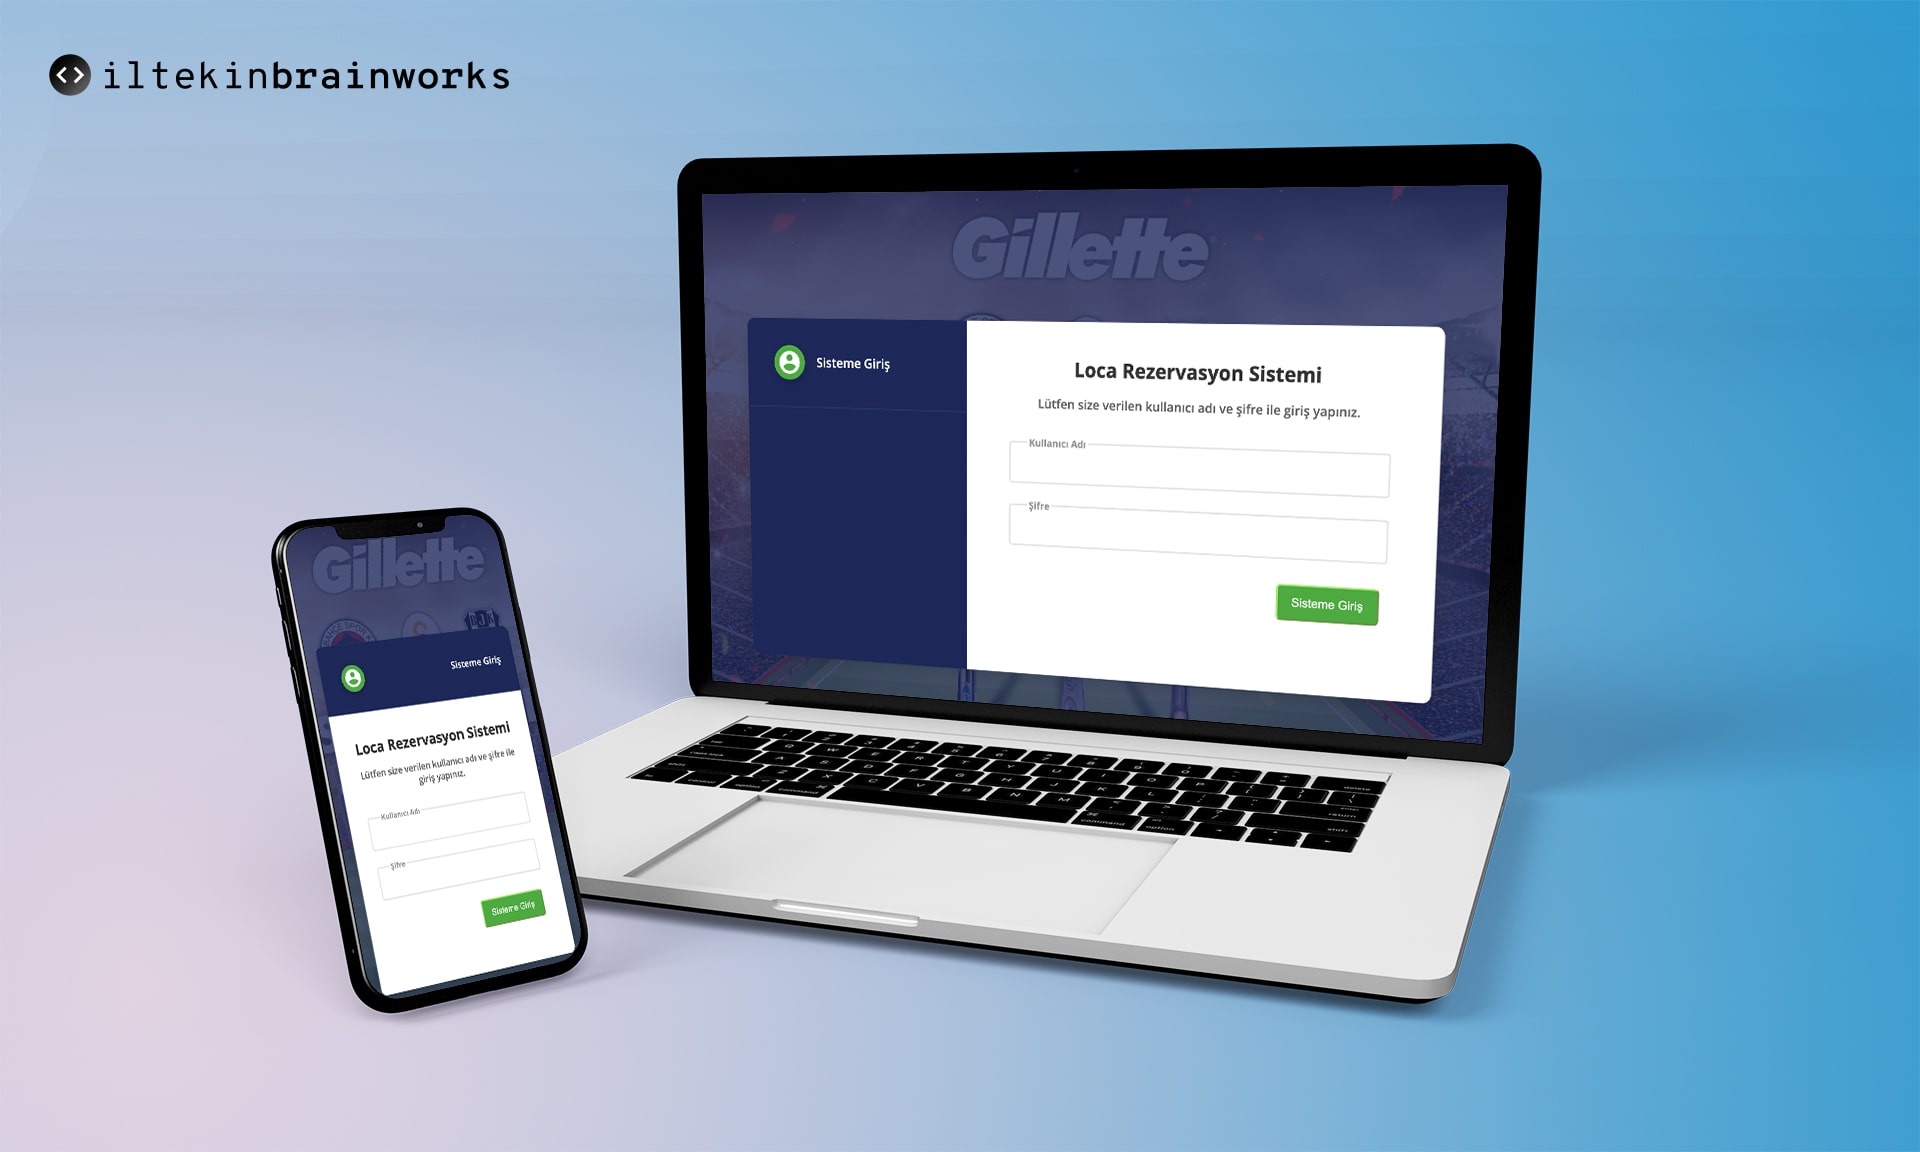 iltekinbrainworks
Gillette
Sisteme Giriş
Loca Rezervasyon Sistemi
Lütfen size verilen kullanıcı adı ve şifre ile giriş yapınız.
Kullanıcı Adı
Şifre
Sisteme Giriş
Gillette
Sisteme Giriş
Loca Rezervasyon Sistemi
Lütfen size verilen kullanıcı adı ve şifre ile
giriş yapınız.
Kullanıcı Adı
Şifre
Sisteme Giriş